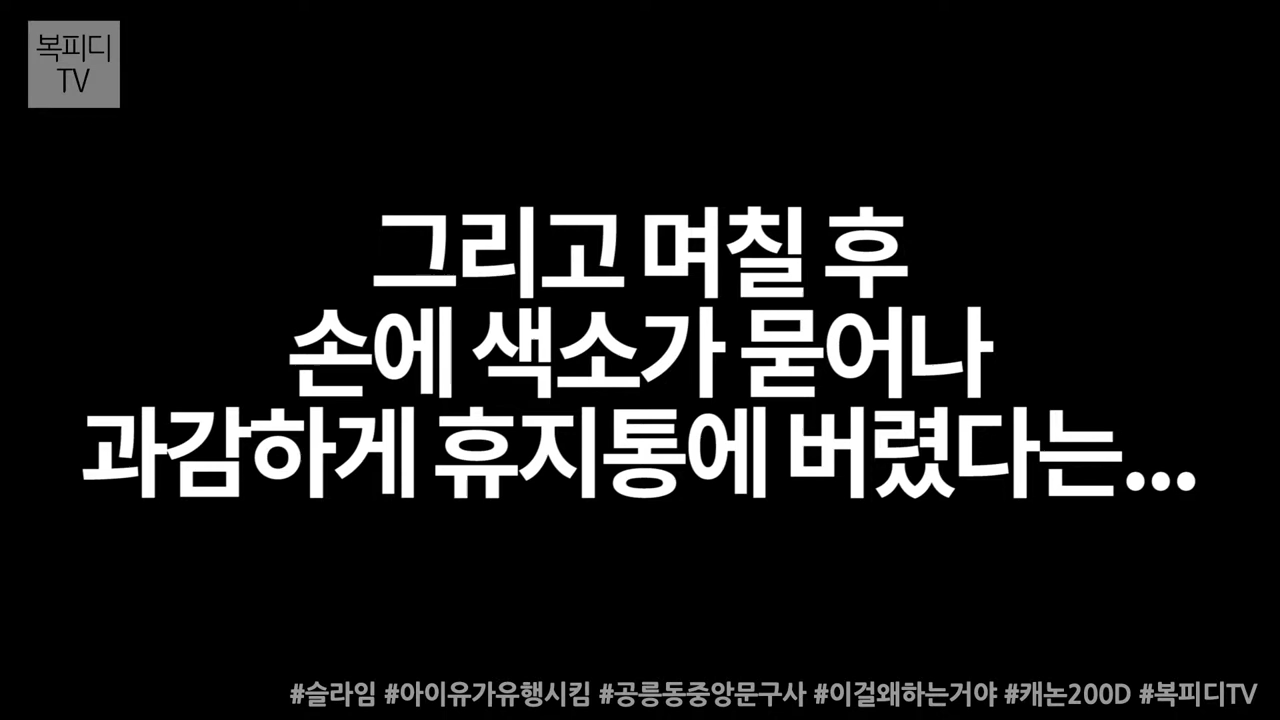 복피디
TV
그리고 며칠 후
손에 색소가 묻어나
과감하게 휴지통에 버렸다는...
#슬라임 #아이유가유행시킴 #공릉동중앙문구사 #이걸왜하는거야 #캐논200D #복피디TV